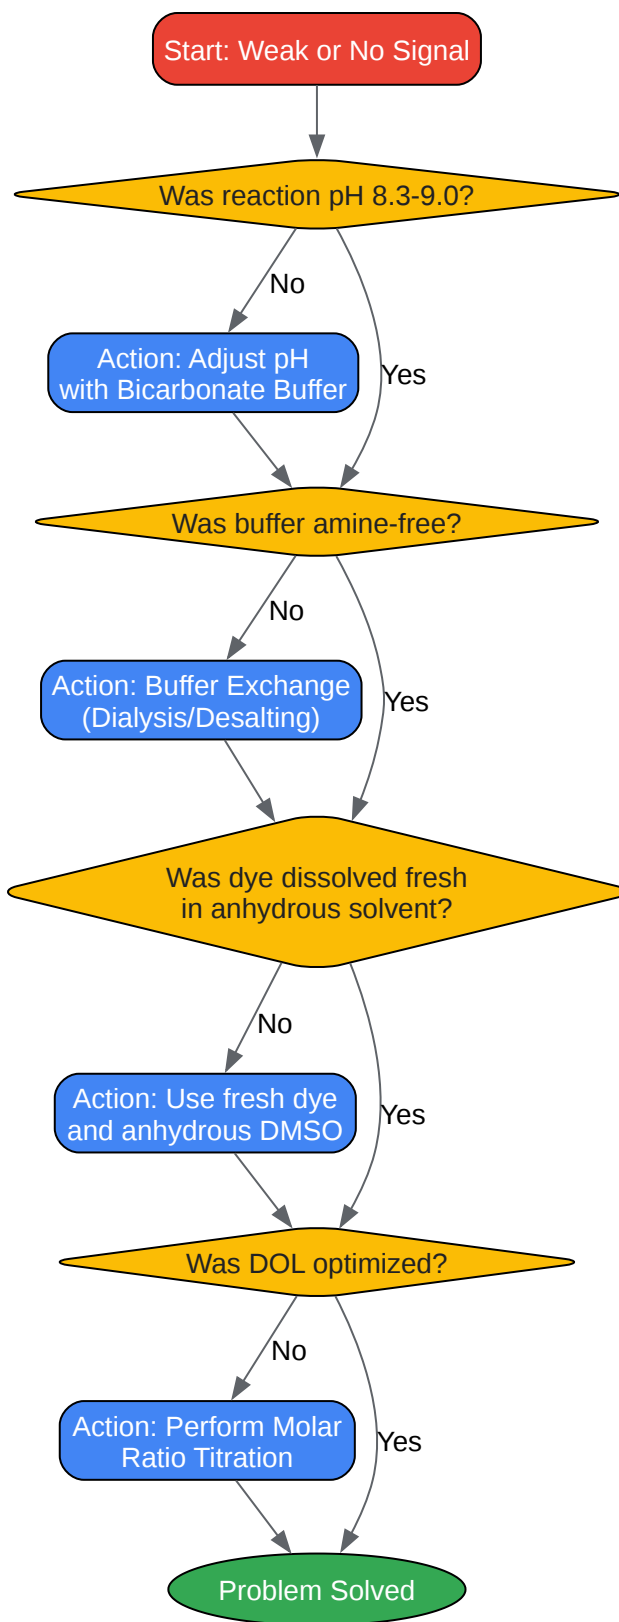 Start: Weak or No Signal
Was reaction pH 8.3-9.0?
No
Action: Adjust pH
with Bicarbonate Buffer
Yes
Was buffer amine-free?
No
Action: Buffer Exchange
(Dialysis/Desalting)
Yes
Was dye dissolved fresh
in anhydrous solvent?
No
Action: Use fresh dye
and anhydrous DMSO
Yes
Was DOL optimized?
No
Action: Perform Molar
Ratio Titration
Yes
Problem Solved